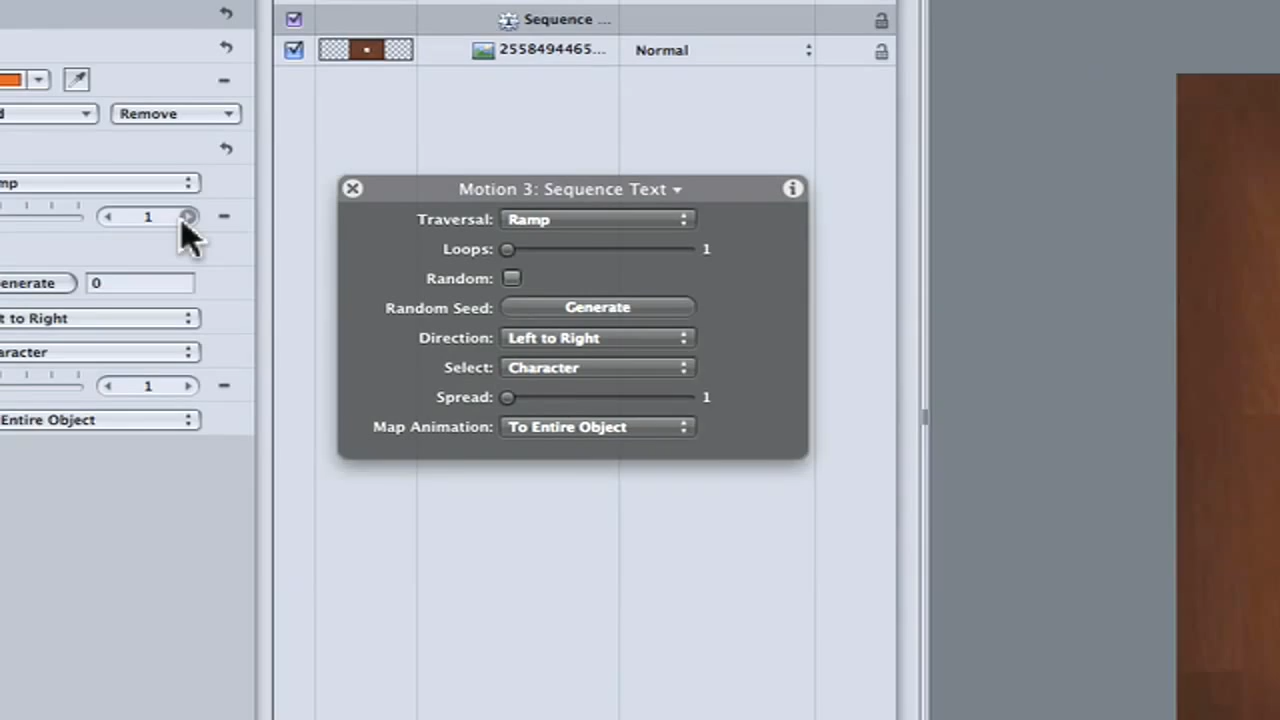 Sequence ...
2558494465... Normal
d Remove
mp
1
enerate 0
t to Right
aracter
1
Entire Object
Motion 3: Sequence Text
Traversal: Ramp
Loops: 1
Random:
Random Seed: Generate
Direction: Left to Right
Select: Character
Spread: 1
Map Animation: To Entire Object